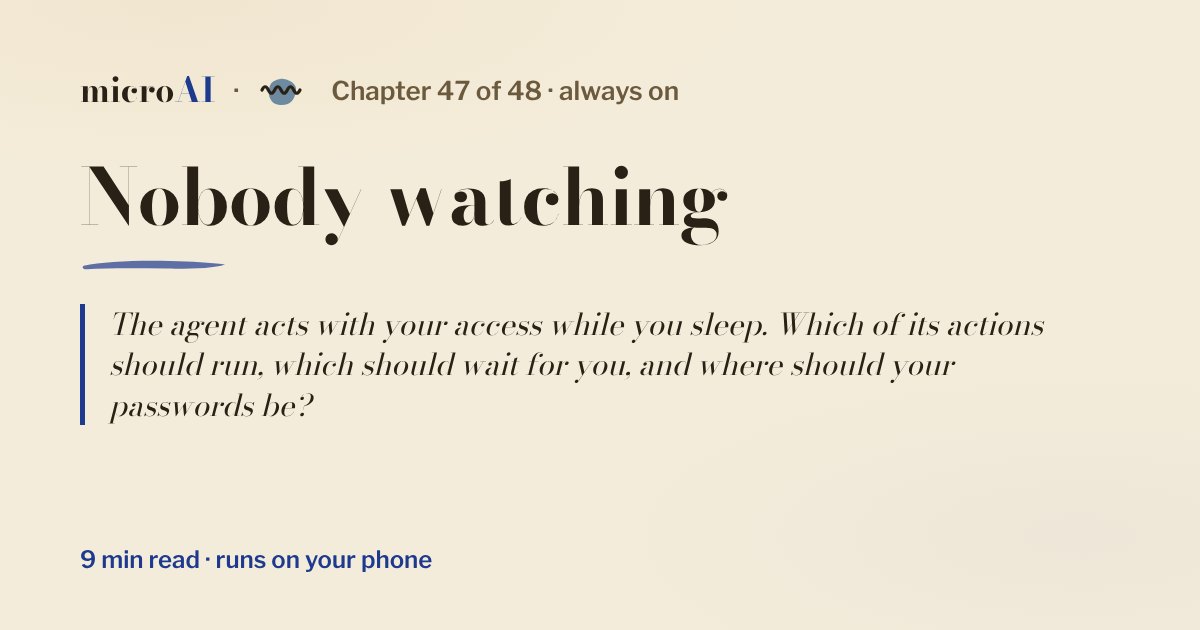 microAI · Chapter 47 of 48 · always on
Nobody watching
The agent acts with your access while you sleep. Which of its actions
should run, which should wait for you, and where should your
passwords be?
9 min read · runs on your phone